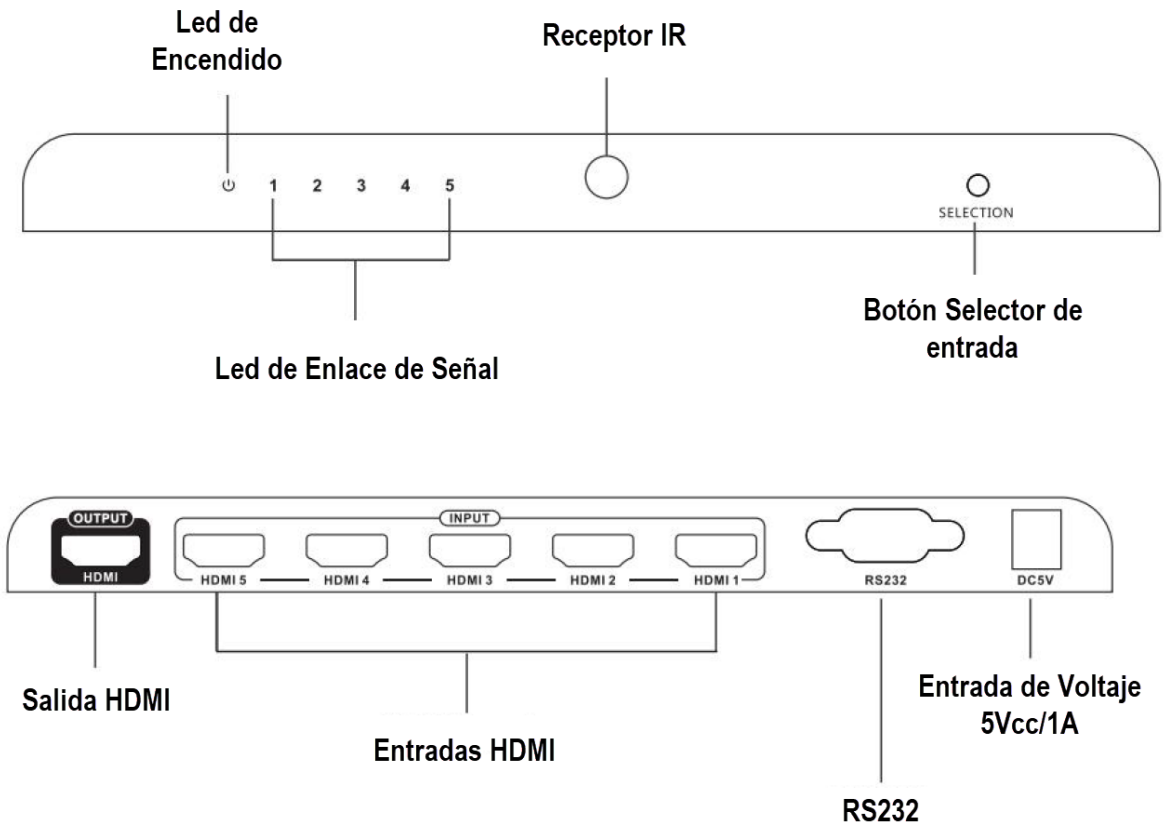 Led de
Encendido
Receptor IR
1 2 3 4 5
SELECTION
Led de Enlace de Señal
Botón Selector de
entrada
OUTPUT
HDMI
INPUT
HDMI 5 HDMI 4 HDMI 3 HDMI 2 HDMI 1
RS232
DC5V
Salida HDMI
Entradas HDMI
RS232
Entrada de Voltaje
5Vcc/1A